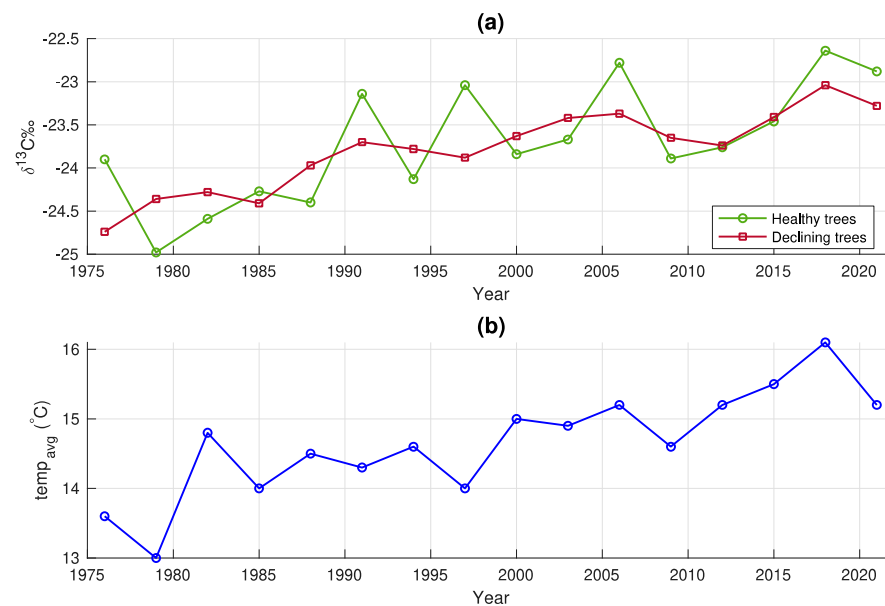 (a)
-22.5
-23
-23.5
-24
-24.5
-25
δ¹³C‰
Healthy trees
Declining trees
1975 1980 1985 1990 1995 2000 2005 2010 2015 2020
Year
(b)
16
15
14
13
temp avg (°C)
1975 1980 1985 1990 1995 2000 2005 2010 2015 2020
Year